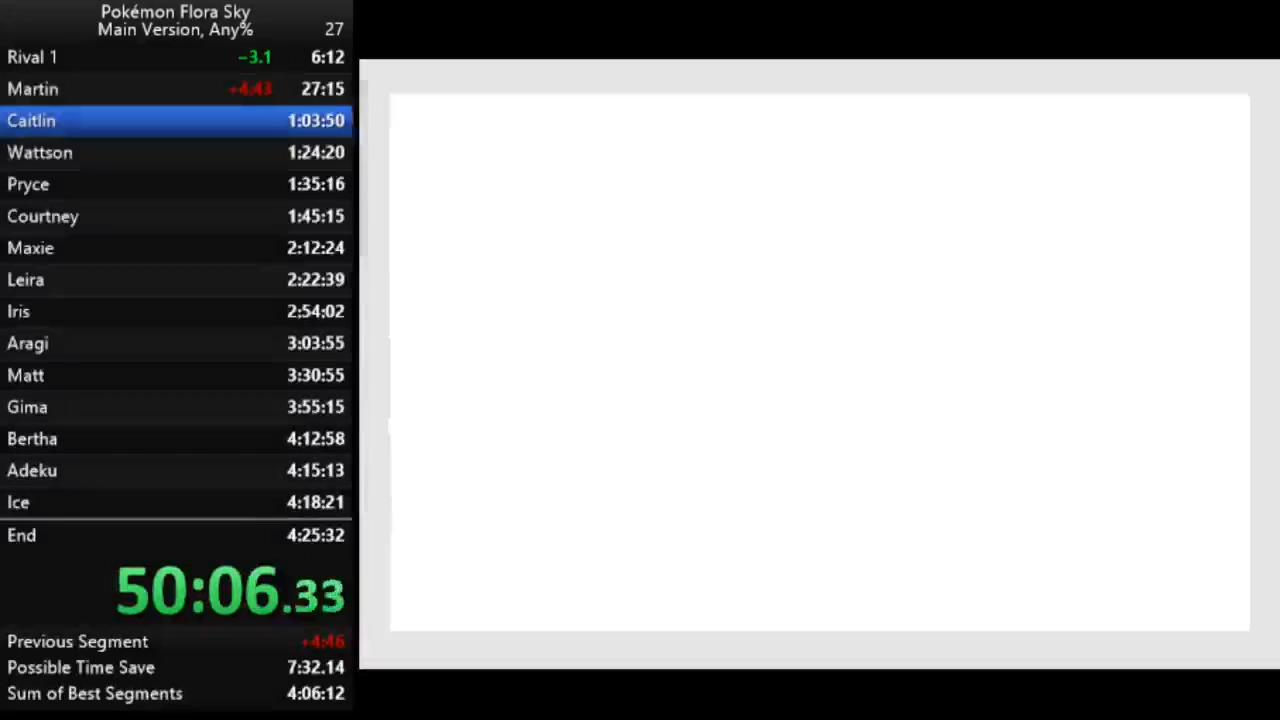 Pokémon Flora Sky
Main Version, Any% 27
Rival 1 −3.1 6:12
Martin +4:43 27:15
Caitlin 1:03:50
Wattson 1:24:20
Pryce 1:35:16
Courtney 1:45:15
Maxie 2:12:24
Leira 2:22:39
Iris 2:54:02
Aragi 3:03:55
Matt 3:30:55
Gima 3:55:15
Bertha 4:12:58
Adeku 4:15:13
Ice 4:18:21
End 4:25:32
50:06.33
Previous Segment +4:46
Possible Time Save 7:32.14
Sum of Best Segments 4:06:12